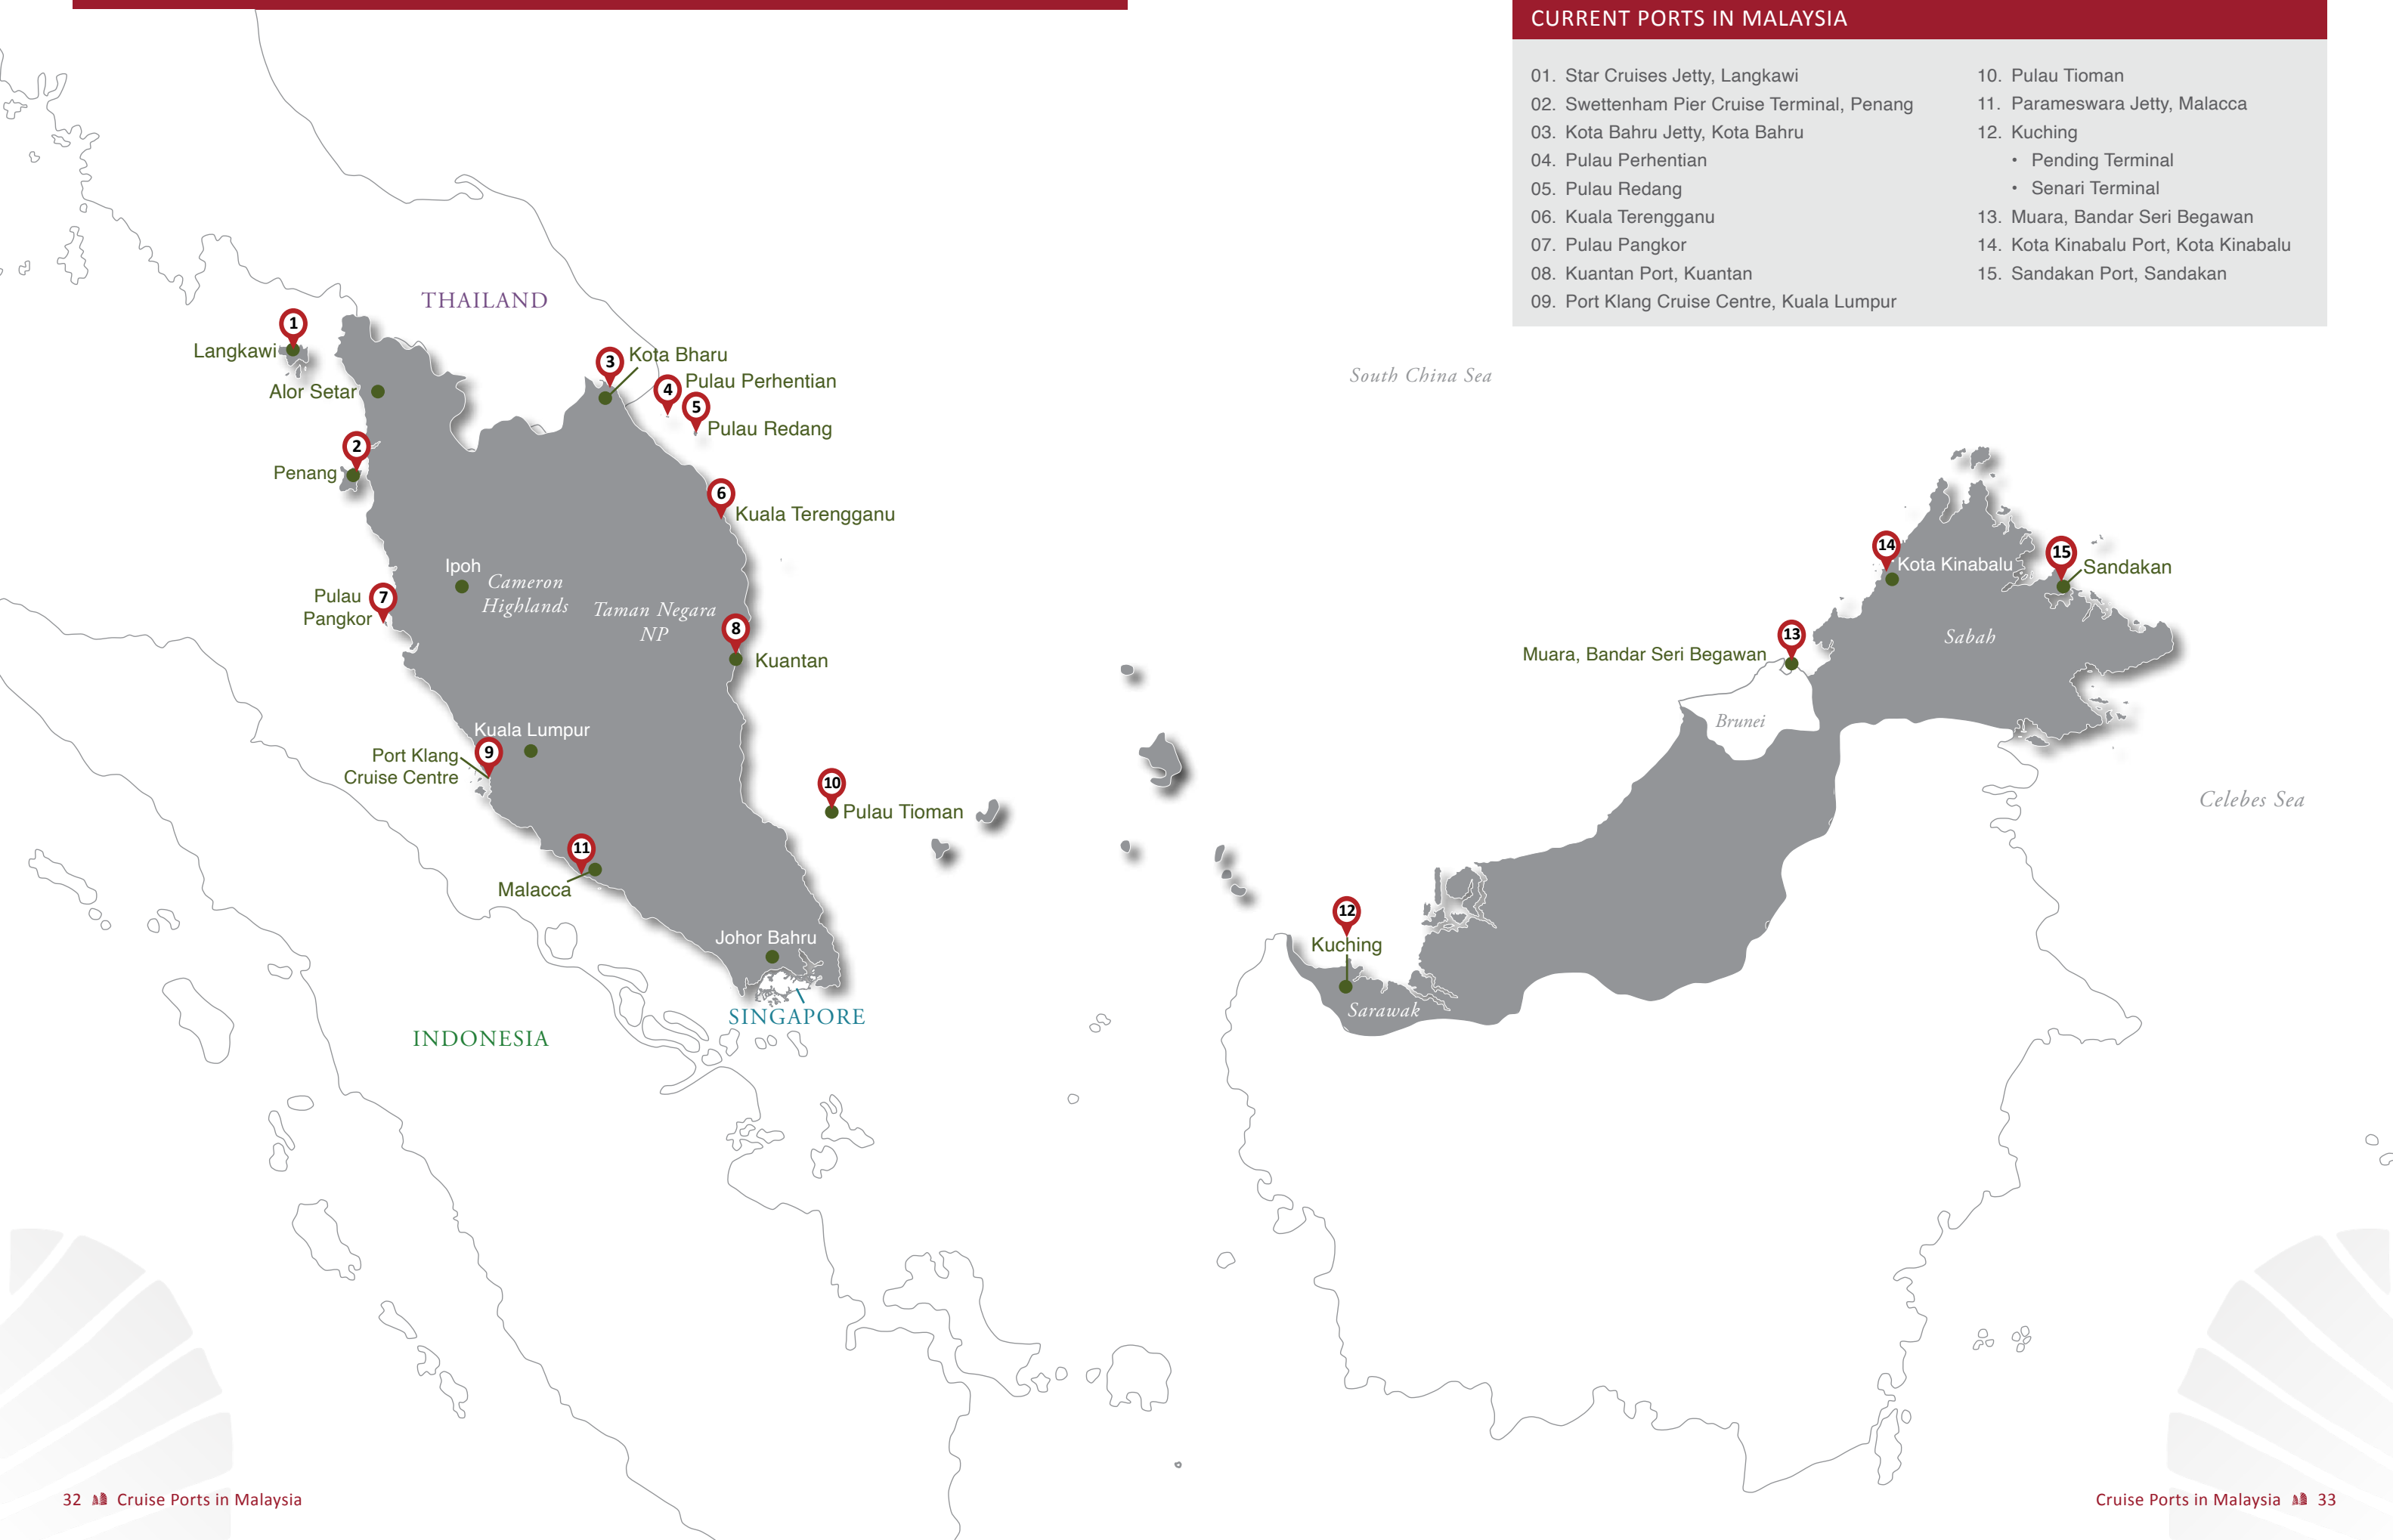 CURRENT PORTS IN MALAYSIA
01. Star Cruises Jetty, Langkawi
02. Swettenham Pier Cruise Terminal, Penang
03. Kota Bahru Jetty, Kota Bahru
04. Pulau Perhentian
05. Pulau Redang
06. Kuala Terengganu
07. Pulau Pangkor
08. Kuantan Port, Kuantan
09. Port Klang Cruise Centre, Kuala Lumpur
10. Pulau Tioman
11. Parameswara Jetty, Malacca
12. Kuching
• Pending Terminal
• Senari Terminal
13. Muara, Bandar Seri Begawan
14. Kota Kinabalu Port, Kota Kinabalu
15. Sandakan Port, Sandakan
THAILAND
1
Langkawi
Alor Setar
3
Kota Bharu
4
Pulau Perhentian
5
Pulau Redang
South China Sea
2
Penang
6
Kuala Terengganu
Ipoh
Cameron
Highlands
Taman Negara
NP
7
Pulau
Pangkor
8
Kuantan
14
Kota Kinabalu
15
Sandakan
Sabah
13
Muara, Bandar Seri Begawan
Brunei
Kuala Lumpur
9
Port Klang
Cruise Centre
10
Pulau Tioman
Celebes Sea
11
Malacca
12
Kuching
Sarawak
Johor Bahru
SINGAPORE
INDONESIA
32 Cruise Ports in Malaysia
Cruise Ports in Malaysia 33